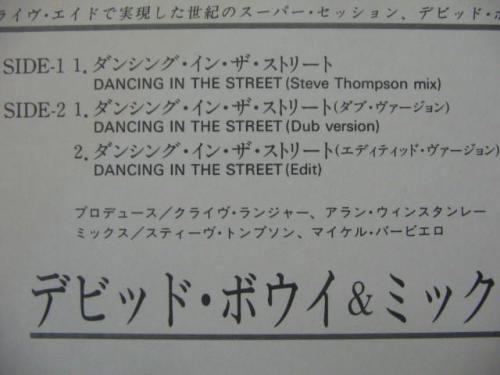 ライヴ・エイドで実現した世紀のスーパー・セッション、デビッド・ボ
SIDE-1 1. ダンシング・イン・ザ・ストリート
DANCING IN THE STREET (Steve Thompson mix)
SIDE-2 1. ダンシング・イン・ザ・ストリート(ダブ・ヴァージョン)
DANCING IN THE STREET (Dub version)
2. ダンシング・イン・ザ・ストリート(エディティッド・ヴァージョン)
DANCING IN THE STREET (Edit)
プロデュース/クライヴ・ランジャー、アラン・ウィンスタンレー
ミックス/スティーヴ・トンプソン、マイケル・バービエロ
デビッド・ボウイ&ミック